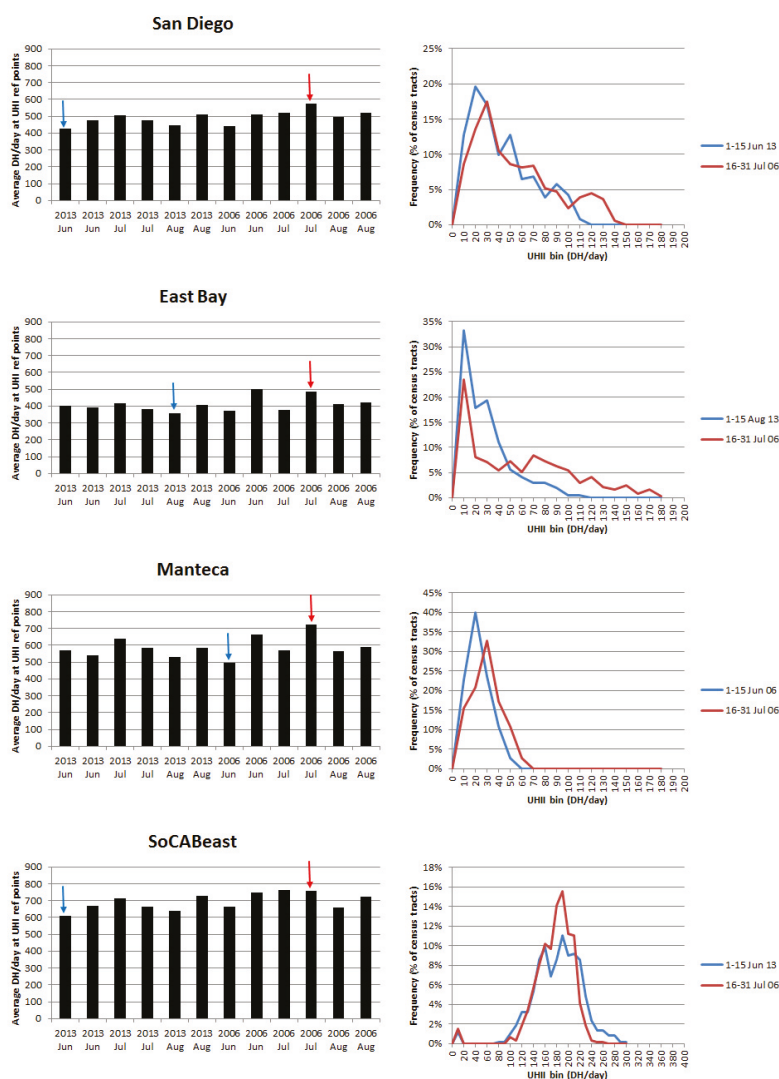 San Diego
Average DH/day at UHI ref points
900
800
700
600
500
400
300
200
100
0
2013 2013 2013 2013 2013 2013 2006 2006 2006 2006 2006 2006
Jun Jun Jul Jul Aug Aug Jun Jun Jul Jul Aug Aug
Frequency (% of census tracts)
25%
20%
15%
10%
5%
0%
0 10 20 30 40 50 60 70 80 90 100 110 120 130 140 150 160 170 180 190 200
UHII bin (DH/day)
1-15 Jun 13
16-31 Jul 06
East Bay
Average DH/day at UHI ref points
900
800
700
600
500
400
300
200
100
0
2013 2013 2013 2013 2013 2013 2006 2006 2006 2006 2006 2006
Jun Jun Jul Jul Aug Aug Jun Jun Jul Jul Aug Aug
Frequency (% of census tracts)
35%
30%
25%
20%
15%
10%
5%
0%
0 10 20 30 40 50 60 70 80 90 100 110 120 130 140 150 160 170 180 190 200
UHII bin (DH/day)
1-15 Aug 13
16-31 Jul 06
Manteca
Average DH/day at UHI ref points
900
800
700
600
500
400
300
200
100
0
2013 2013 2013 2013 2013 2013 2006 2006 2006 2006 2006 2006
Jun Jun Jul Jul Aug Aug Jun Jun Jul Jul Aug Aug
Frequency (% of census tracts)
45%
40%
35%
30%
25%
20%
15%
10%
5%
0%
0 10 20 30 40 50 60 70 80 90 100 110 120 130 140 150 160 170 180 190 200
UHII bin (DH/day)
1-15 Jun 06
16-31 Jul 06
SoCABeast
Average DH/day at UHI ref points
900
800
700
600
500
400
300
200
100
0
2013 2013 2013 2013 2013 2013 2006 2006 2006 2006 2006 2006
Jun Jun Jul Jul Aug Aug Jun Jun Jul Jul Aug Aug
Frequency (% of census tracts)
18%
16%
14%
12%
10%
8%
6%
4%
2%
0%
0 20 40 60 80 100 120 140 160 180 200 220 240 260 280 300 320 340 360 380 400
UHII bin (DH/day)
1-15 Jun 13
16-31 Jul 06